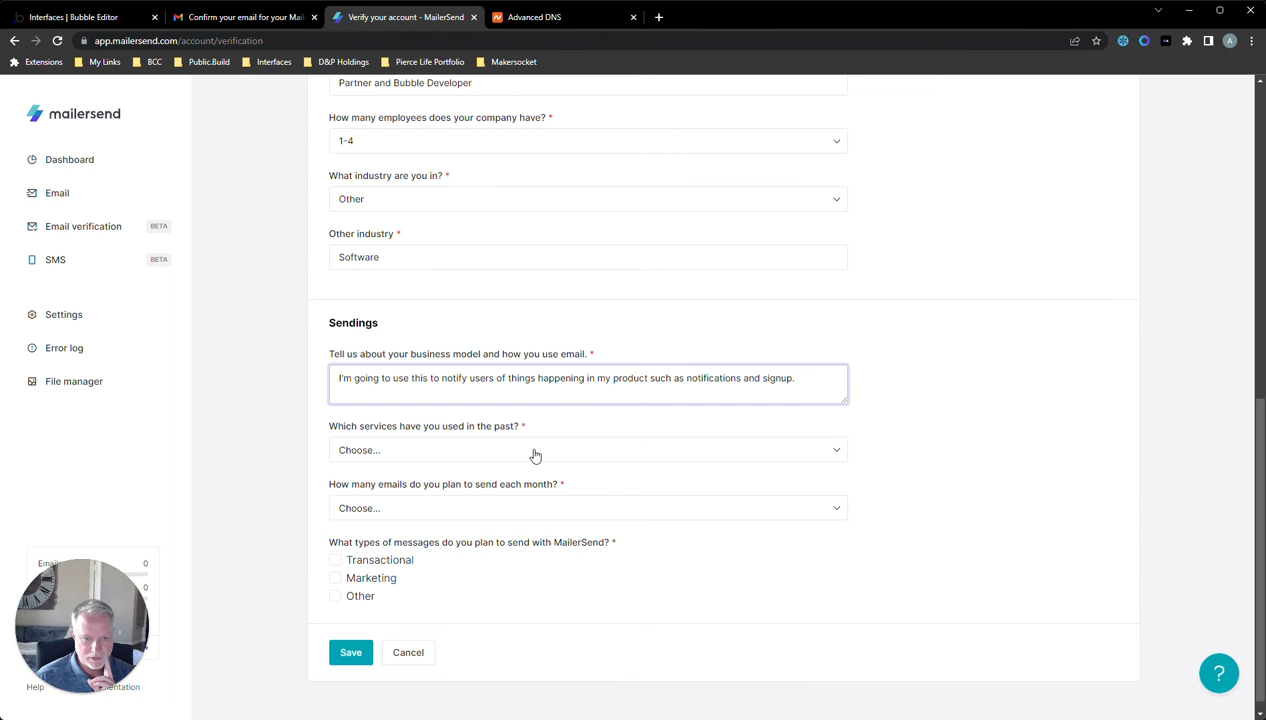 Interfaces | Bubble Editor
Confirm your email for your Mail
Verify your account - MailerSend
Advanced DNS
app.mailersend.com/account/verification
A
Extensions
My Links
BCC
Public.Build
Interfaces
D&P Holdings
Pierce Life Portfolio
Makersocket
mailersend
Dashboard
Email
Email verification BETA
SMS BETA
Settings
Error log
File manager
Email
0
0
Help
Partner and Bubble Developer
How many employees does your company have? *
1-4
What industry are you in? *
Other
Other industry *
Software
Sendings
Tell us about your business model and how you use email. *
I'm going to use this to notify users of things happening in my product such as notifications and signup.
Which services have you used in the past? *
Choose...
How many emails do you plan to send each month? *
Choose...
What types of messages do you plan to send with MailerSend? *
Transactional
Marketing
Other
Save
Cancel
?